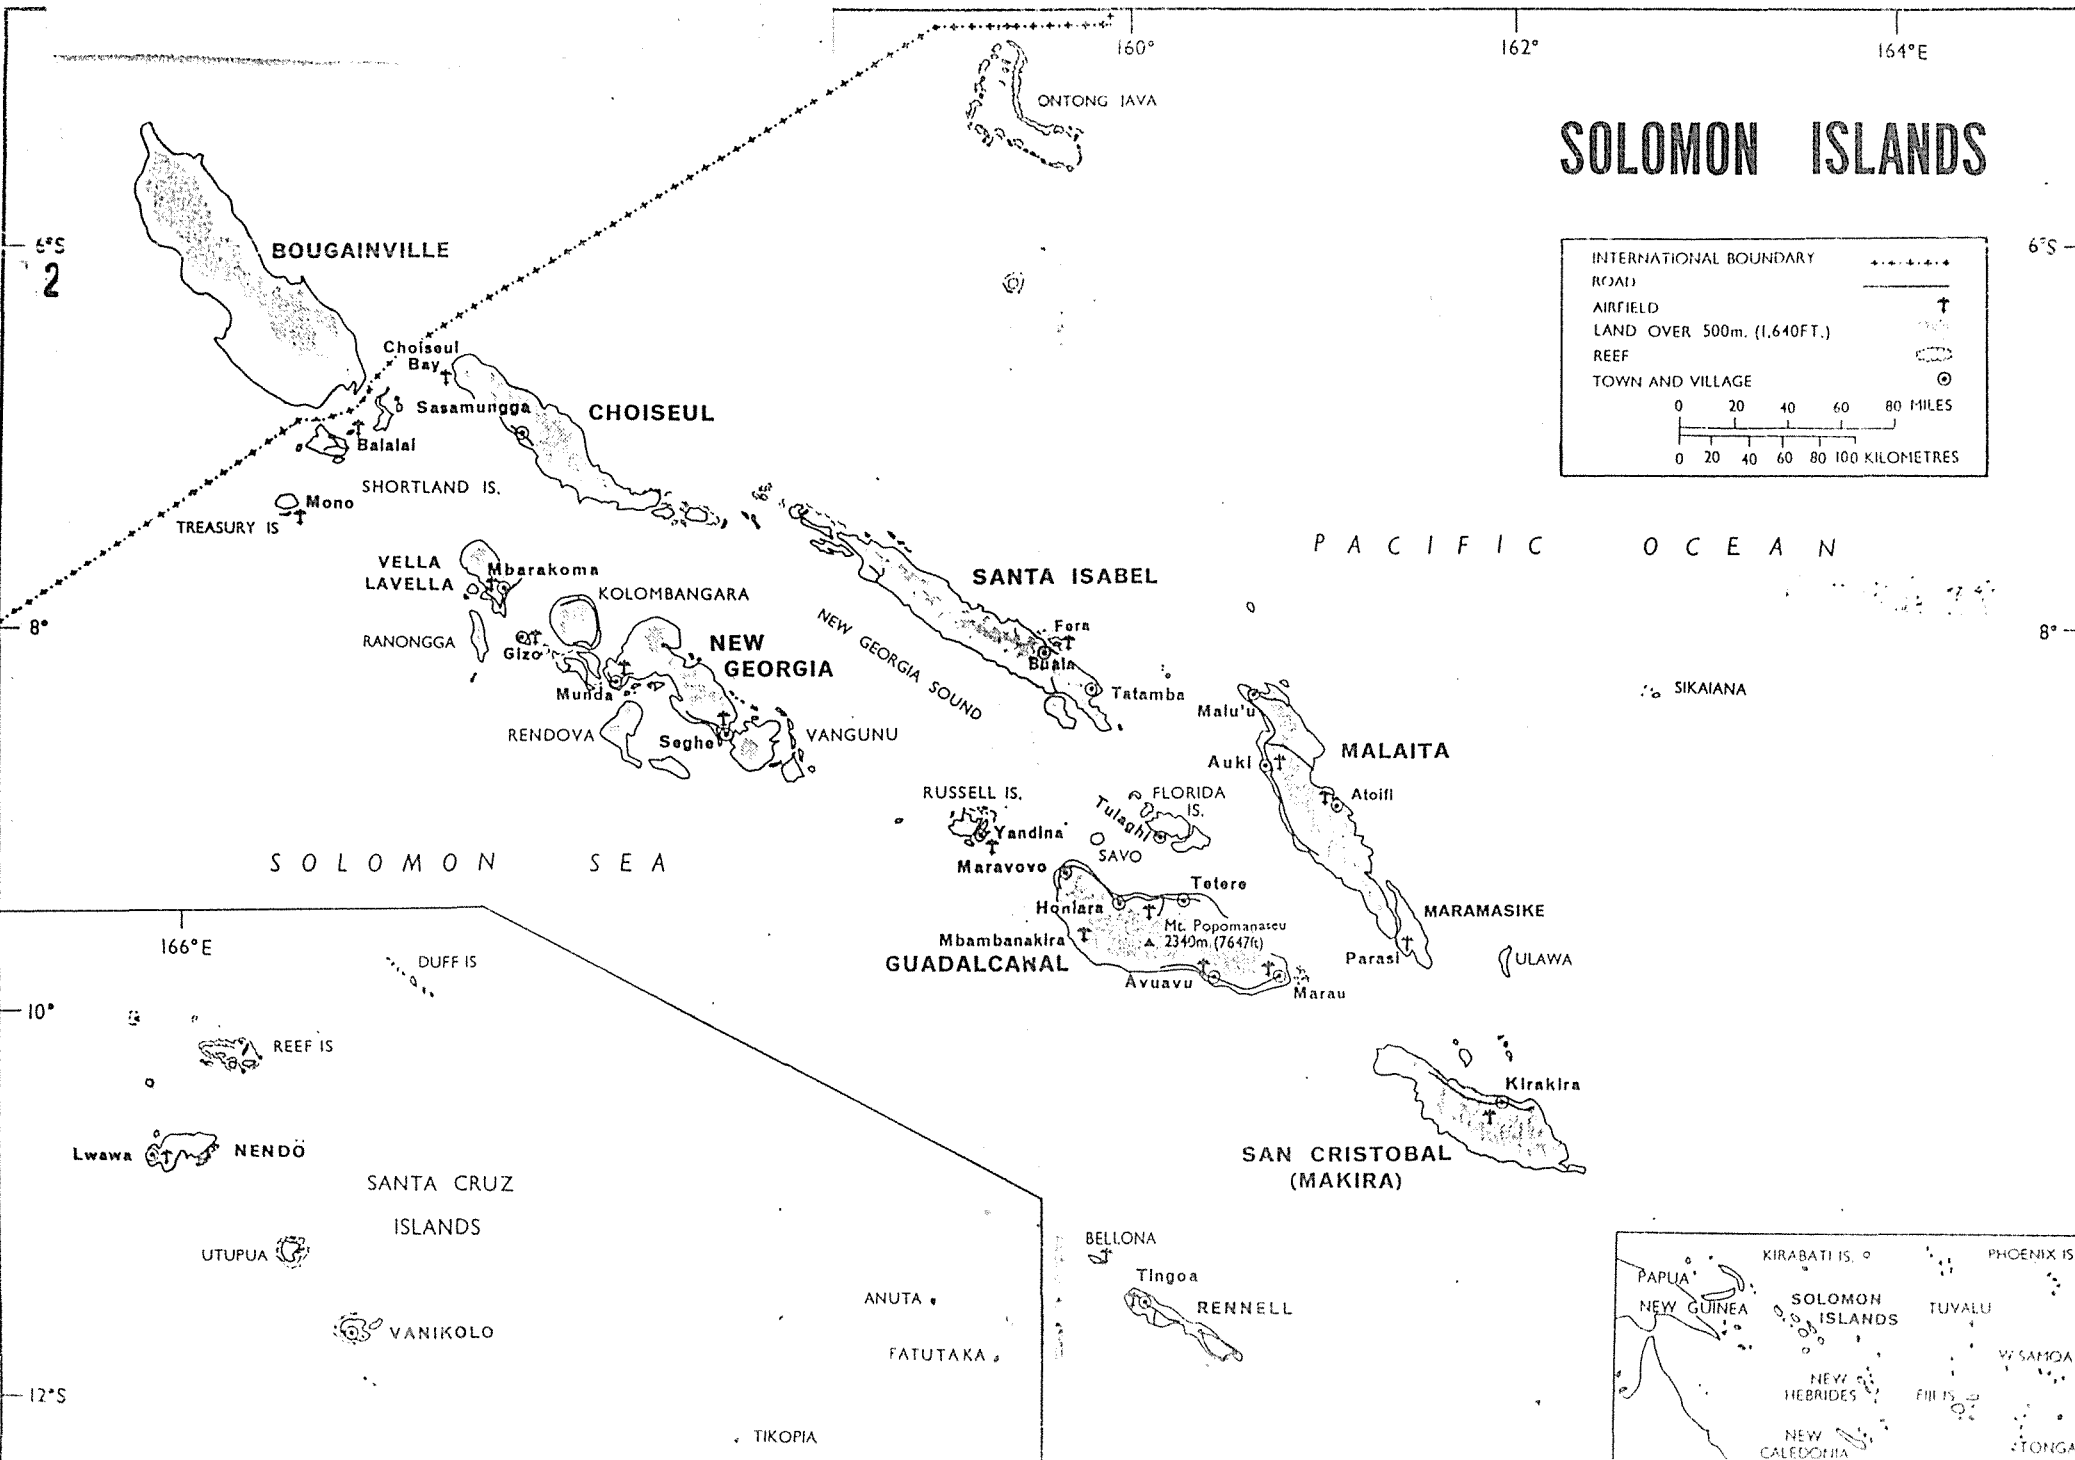 160°
162°
164°E
ONTONG JAVA
SOLOMON ISLANDS
6°S
2
BOUGAINVILLE
6°S
INTERNATIONAL BOUNDARY
ROAD
AIRFIELD
LAND OVER 500m. (1,640FT.)
REEF
TOWN AND VILLAGE
0 20 40 60 80 MILES
0 20 40 60 80 100 KILOMETRES
Choiseul
Bay
Sasamungga
CHOISEUL
Balalai
SHORTLAND IS.
Mono
TREASURY IS
PACIFIC OCEAN
VELLA
LAVELLA
Mbarakoma
KOLOMBANGARA
SANTA ISABEL
NEW GEORGIA SOUND
8°
RANONGGA
Gizo
NEW
GEORGIA
Fera
Buala
8°
Munda
Tatamba
SIKAIANA
RENDOVA
Seghe
VANGUNU
Malu'u
MALAITA
Auki
Atoifi
RUSSELL IS.
Yandina
FLORIDA
IS.
Tulaghi
SAVO
SOLOMON SEA
Maravovo
Tetere
Honiara
MARAMASIKE
Mt. Popomanaseu
2340m.(7647ft)
Mbambanakira
GUADALCANAL
Avuavu
Marau
Parasi
ULAWA
166°E
DUFF IS
10°
REEF IS
Kirakira
SAN CRISTOBAL
(MAKIRA)
Lwawa
NENDÖ
SANTA CRUZ
ISLANDS
UTUPUA
VANIKOLO
ANUTA
FATUTAKA
BELLONA
Tingoa
RENNELL
12°S
TIKOPIA
KIRABATI IS.
PHOENIX IS
PAPUA
NEW GUINEA
SOLOMON
ISLANDS
TUVALU
W SAMOA
NEW
HEBRIDES
FIJI IS
NEW
CALEDONIA
TONGA